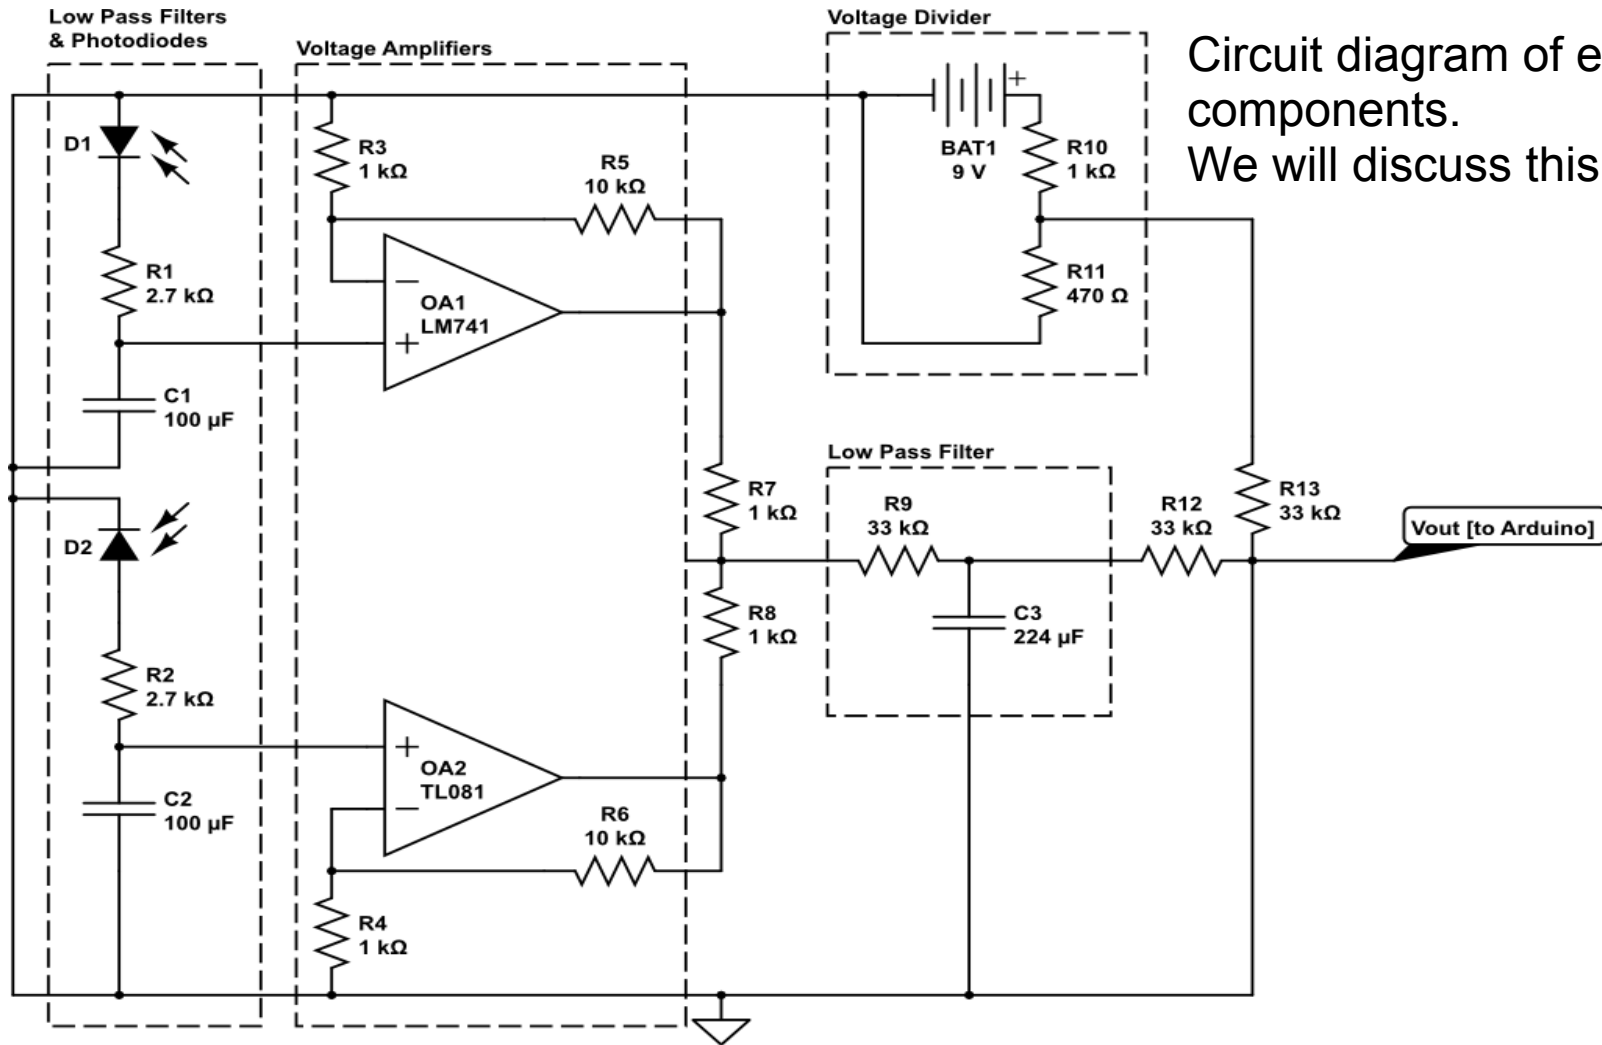 Low Pass Filters
& Photodiodes
Voltage Amplifiers
Voltage Divider
Circuit diagram of e
components.
We will discuss this
D1
R1
2.7 kΩ
C1
100 µF
D2
R2
2.7 kΩ
C2
100 µF
R3
1 kΩ
R5
10 kΩ
OA1
LM741
OA2
TL081
R6
10 kΩ
R4
1 kΩ
R7
1 kΩ
R8
1 kΩ
+
BAT1
9 V
R10
1 kΩ
R11
470 Ω
Low Pass Filter
R9
33 kΩ
C3
224 µF
R12
33 kΩ
R13
33 kΩ
Vout [to Arduino]